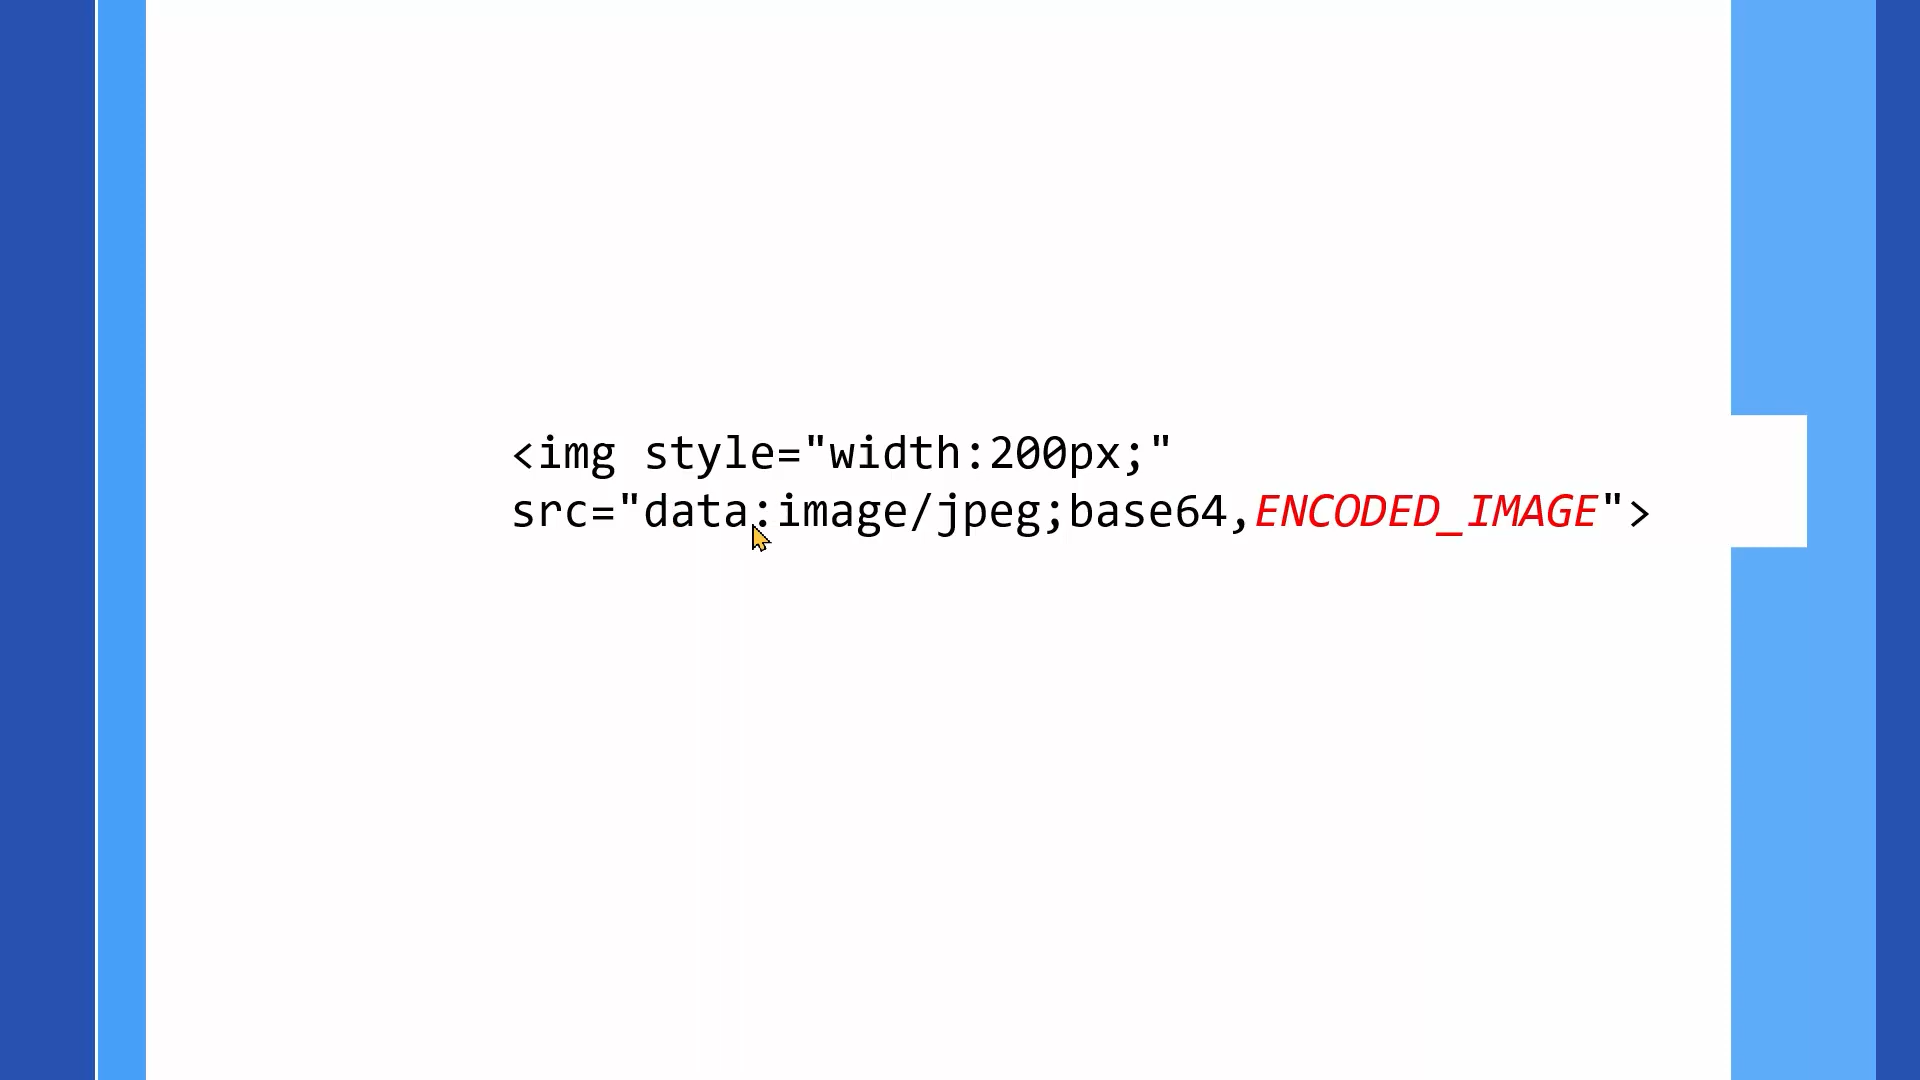 <img style="width:200px;"
src="data:image/jpeg;base64,ENCODED_IMAGE">